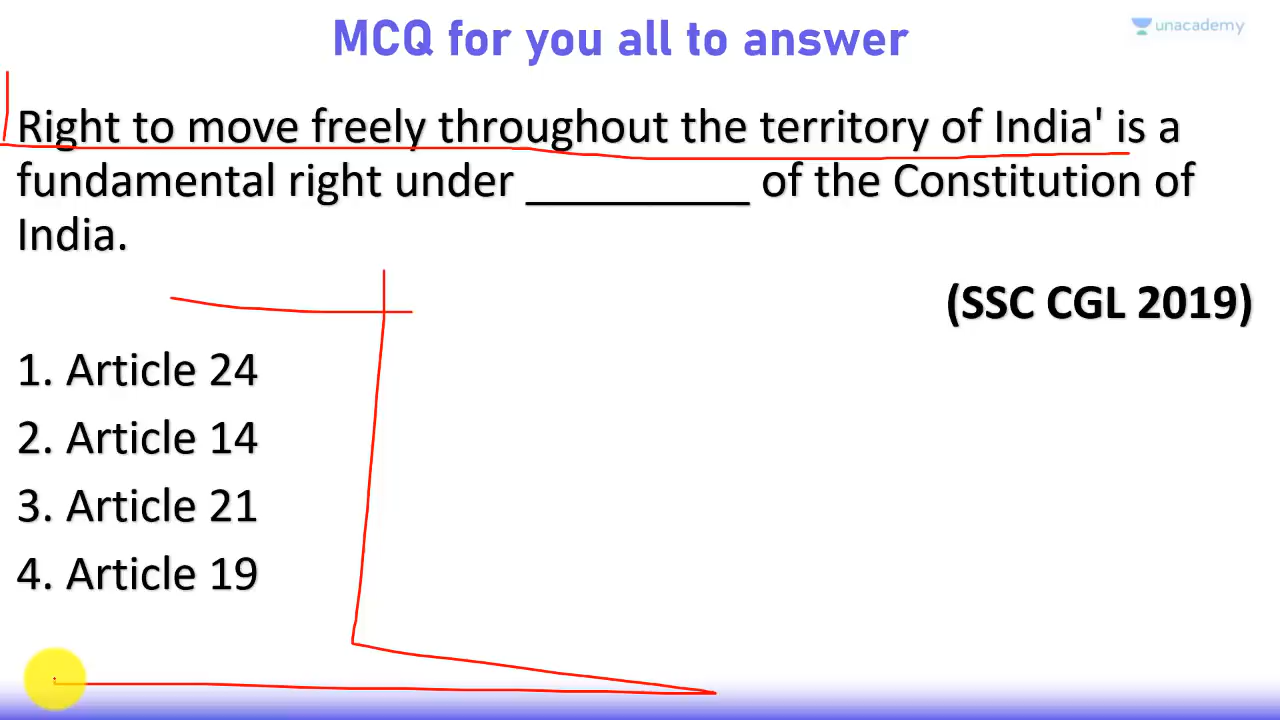 MCQ for you all to answer
unacademy
Right to move freely throughout the territory of India' is a
fundamental right under _________ of the Constitution of
India.
(SSC CGL 2019)
1. Article 24
2. Article 14
3. Article 21
4. Article 19